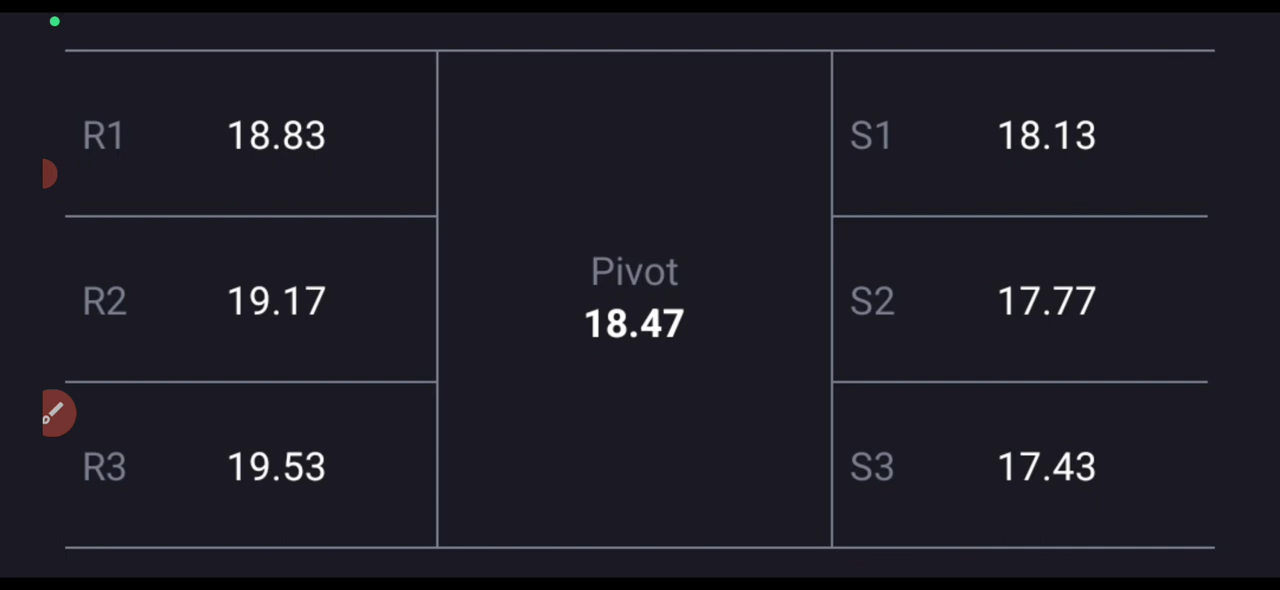 R1 18.83
R2 19.17
R3 19.53
Pivot
18.47
S1 18.13
S2 17.77
S3 17.43